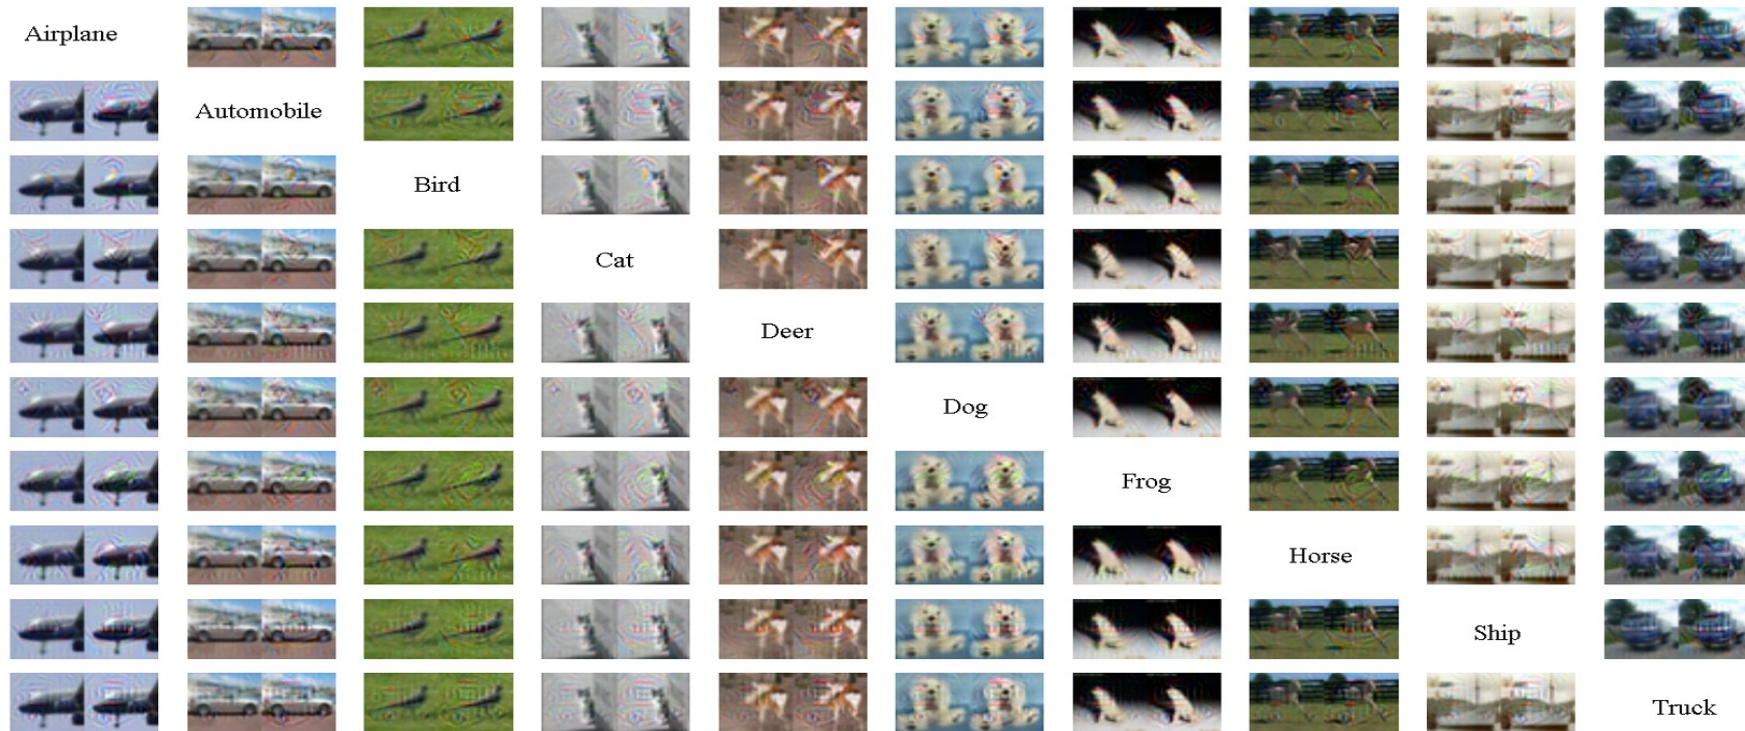 Airplane
Automobile
Bird
Cat
Deer
Dog
Frog
Horse
Ship
Truck